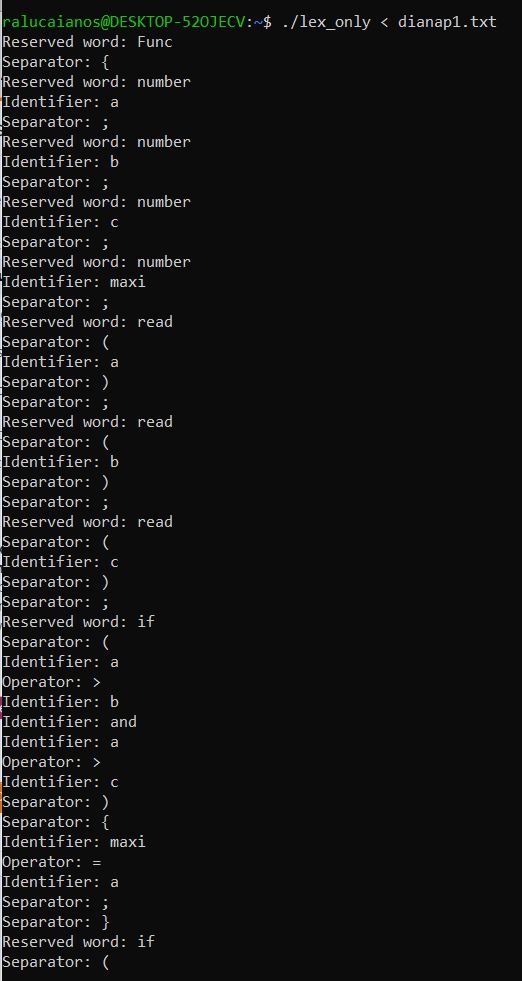 ralucaianos@DESKTOP-52OJECV:~$ ./lex_only < dianap1.txt
Reserved word: Func
Separator: {
Reserved word: number
Identifier: a
Separator: ;
Reserved word: number
Identifier: b
Separator: ;
Reserved word: number
Identifier: c
Separator: ;
Reserved word: number
Identifier: maxi
Separator: ;
Reserved word: read
Separator: (
Identifier: a
Separator: )
Separator: ;
Reserved word: read
Separator: (
Identifier: b
Separator: )
Separator: ;
Reserved word: read
Separator: (
Identifier: c
Separator: )
Separator: ;
Reserved word: if
Separator: (
Identifier: a
Operator: >
Identifier: b
Identifier: and
Identifier: a
Operator: >
Identifier: c
Separator: )
Separator: {
Identifier: maxi
Operator: =
Identifier: a
Separator: ;
Separator: }
Reserved word: if
Separator: (